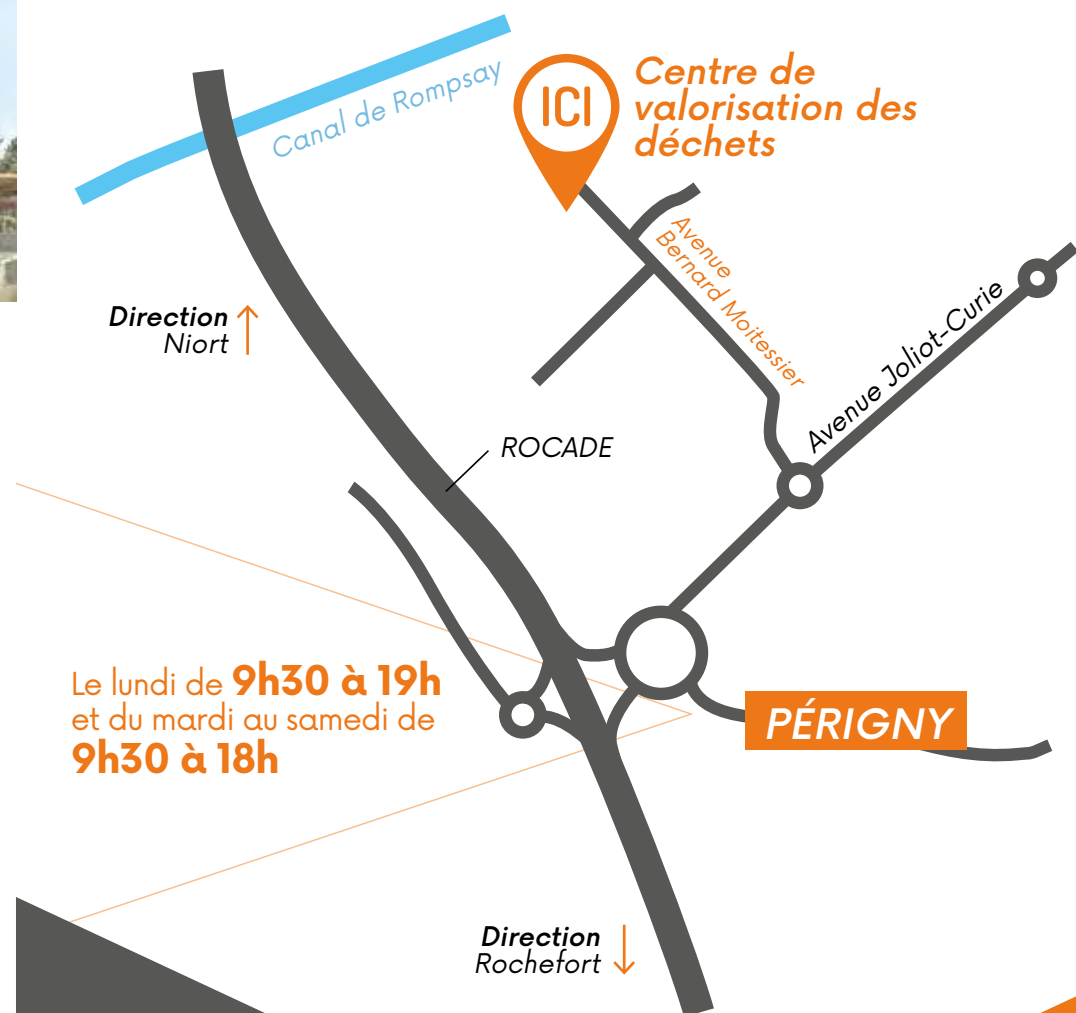 Canal de Rompsay
ICI
Centre de
valorisation des
déchets
Avenue
Bernard Moitessier
Direction
Niort
Avenue Joliot-Curie
ROCADE
Le lundi de 9h30 à 19h
et du mardi au samedi de
9h30 à 18h
PÉRIGNY
Direction
Rochefort